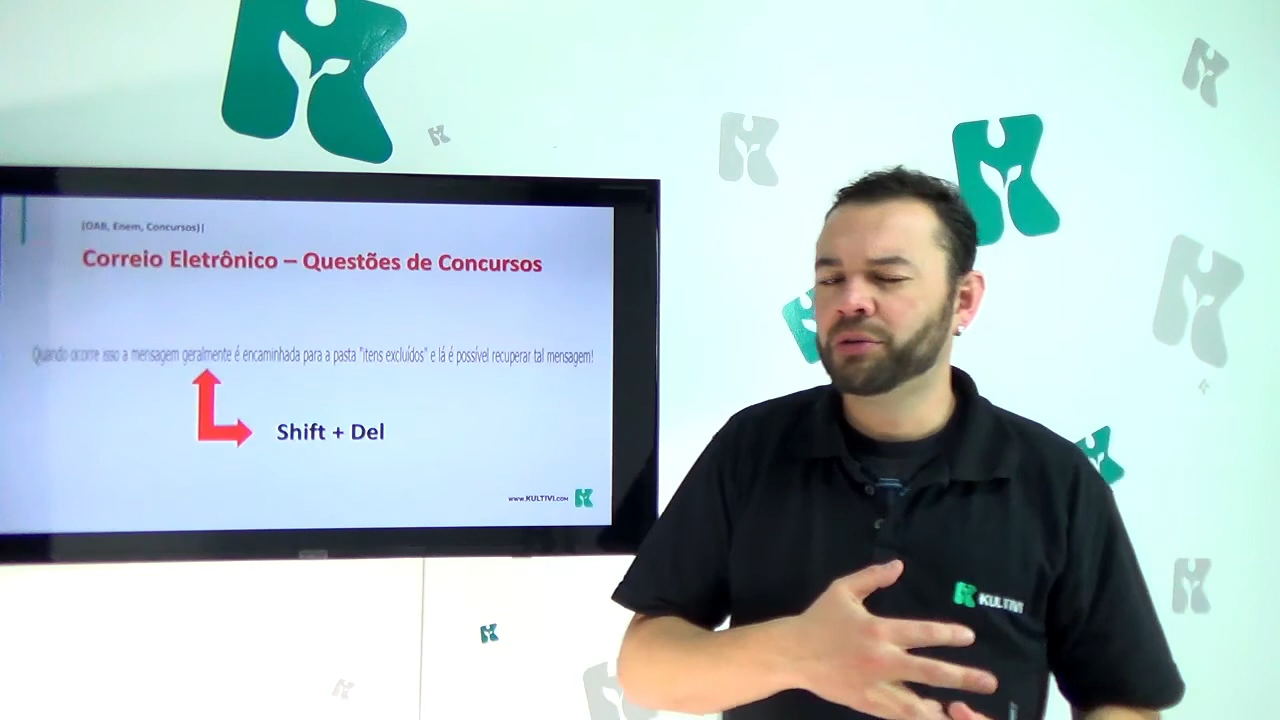 (OAB, Enem, Concursos)|
Correio Eletrônico – Questões de Concursos
Quando ocorre isso a mensagem geralmente é encaminhada para a pasta "itens excluídos" e lá é possível recuperar tal mensagem!
Shift + Del
www.KULTIVI.com
KULTIVI